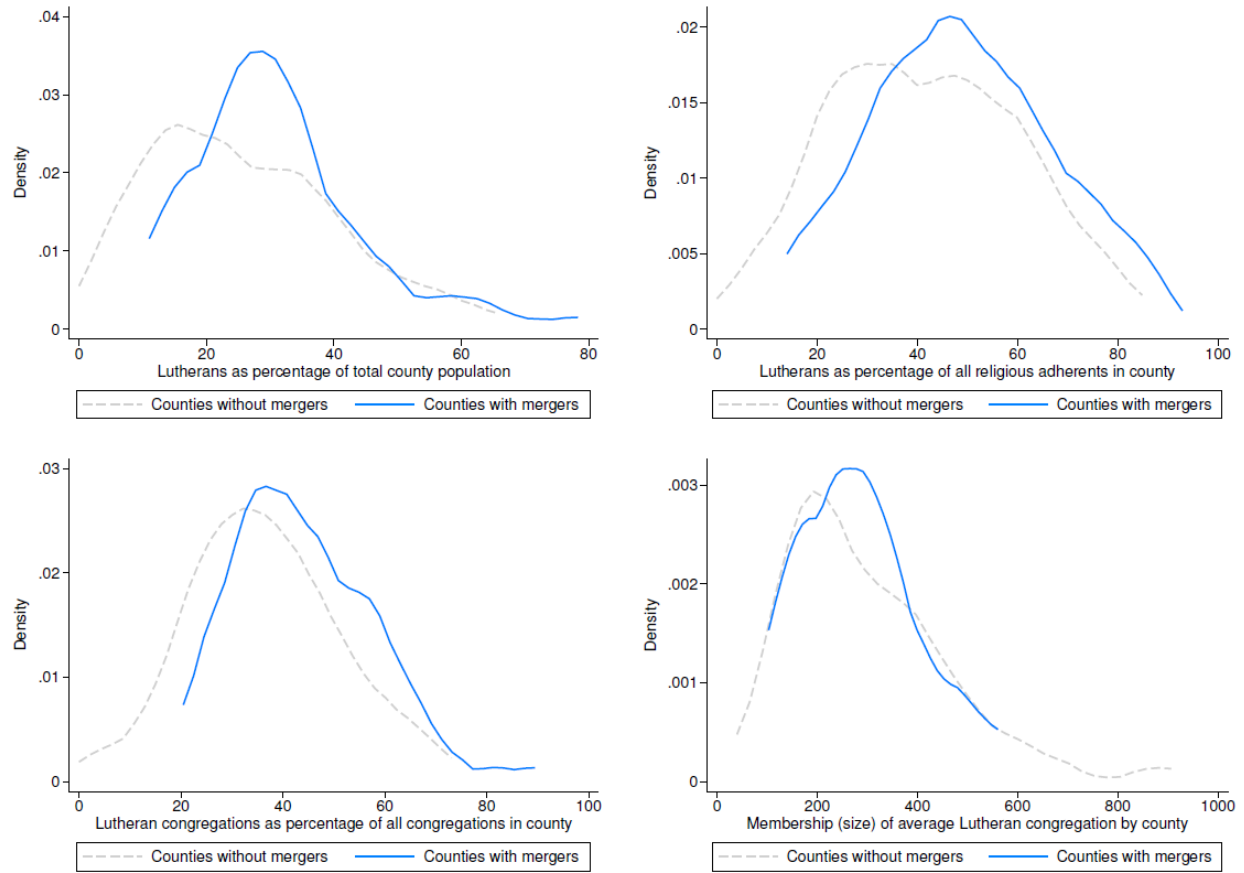 .04
.03
.02
.01
0
Density
0 20 40 60 80
Lutherans as percentage of total county population
Counties without mergers Counties with mergers
.02
.015
.01
.005
0
Density
0 20 40 60 80 100
Lutherans as percentage of all religious adherents in county
Counties without mergers Counties with mergers
.03
.02
.01
0
Density
0 20 40 60 80 100
Lutheran congregations as percentage of all congregations in county
Counties without mergers Counties with mergers
.003
.002
.001
0
Density
0 200 400 600 800 1000
Membership (size) of average Lutheran congregation by county
Counties without mergers Counties with mergers